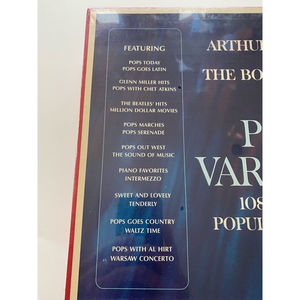 FEATURING
POPS TODAY
POPS GOES LATIN
GLENN MILLER HITS
POPS WITH CHET ATKINS
THE BEATLES' HITS
MILLION DOLLAR MOVIES
POPS MARCHES
POPS SERENADE
POPS OUT WEST
THE SOUND OF MUSIC
PIANO FAVORITES
INTERMEZZO
SWEET AND LOVELY
TENDERLY
POPS GOES COUNTRY
WALTZ TIME
POPS WITH AL HIRT
WARSAW CONCERTO
ARTHUR
THE BO
P
VAR
108
POPUL